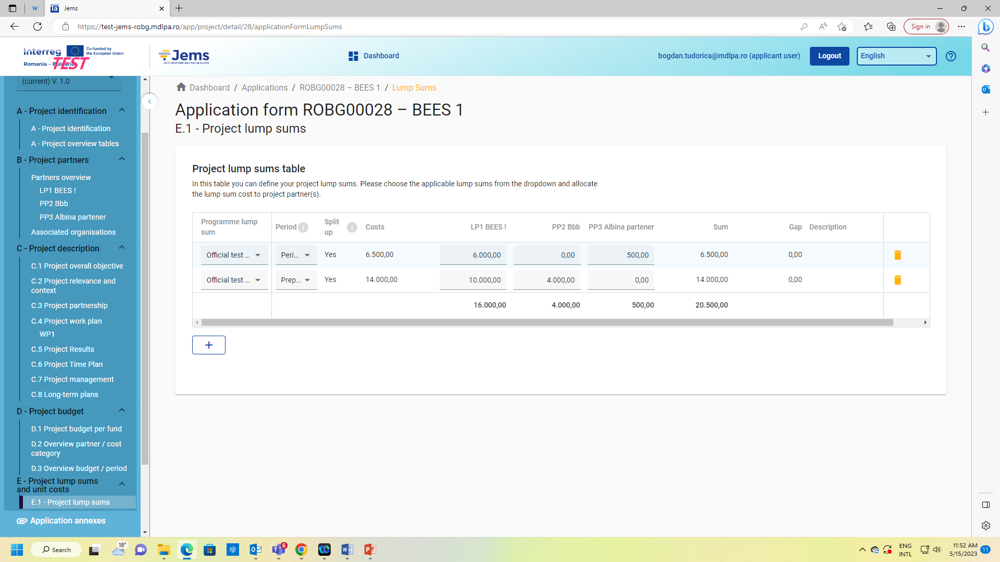 Jems
https://test-jems-robg.mdlpa.ro/app/project/detail/28/applicationFormLumpSums
Sign in
Interreg
Co-funded by
the European Union
Romania – Bulgaria
TEST
Jems
Joint electronic monitoring system
Dashboard
bogdan.tudorica@mdlpa.ro (applicant user)
Logout
English
(current) V. 1.0
A - Project identification
A - Project identification
A - Project overview tables
B - Project partners
Partners overview
LP1 BEES !
PP2 Bbb
PP3 Albina partener
Associated organisations
C - Project description
C.1 Project overall objective
C.2 Project relevance and
context
C.3 Project partnership
C.4 Project work plan
WP1
C.5 Project Results
C.6 Project Time Plan
C.7 Project management
C.8 Long-term plans
D - Project budget
D.1 Project budget per fund
D.2 Overview partner / cost
category
D.3 Overview budget / period
E - Project lump sums
and unit costs
E.1 - Project lump sums
Application annexes
Dashboard / Applications / ROBG00028 – BEES 1 / Lump Sums
Application form ROBG00028 – BEES 1
E.1 - Project lump sums
Project lump sums table
In this table you can define your project lump sums. Please choose the applicable lump sums from the dropdown and allocate
the lump sum cost to project partner(s).
Programme lump sum Period Split up Costs LP1 BEES ! PP2 Bbb PP3 Albina partener Sum Gap Description
Official test ... Peri... Yes 6.500,00 6.000,00 0,00 500,00 6.500,00 0,00
Official test ... Prep... Yes 14.000,00 10.000,00 4.000,00 0,00 14.000,00 0,00
16.000,00 4.000,00 500,00 20.500,00
+
Search
18°
6
ENG
INTL
11:52 AM
5/15/2023
11